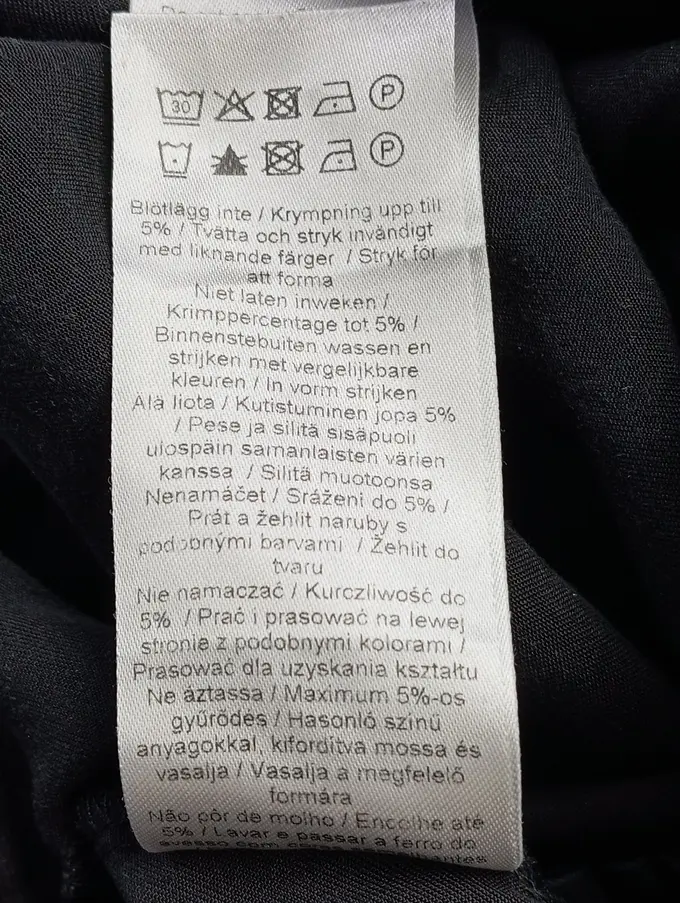 30 P
P
Blötlägg inte / Krympning upp till
5% / Tvätta och stryk invändigt
med liknande färger / Stryk för
att forma
Niet laten inweken /
Krimppercentage tot 5% /
Binnenstebuiten wassen en
strijken met vergelijkbare
kleuren / In vorm strijken
Älä liota / Kutistuminen jopa 5%
/ Pese ja silitä sisäpuoli
ulospäin samanlaisten värien
kanssa / Silitä muotoonsa
Nenamáčet / Srážení do 5% /
Prát a žehlit naruby s
podobnými barvami / Žehlit do
tvaru
Nie namaczać / Kurczliwość do
5% / Prać i prasować na lewej
stronie z podobnymi kolorami /
Prasować dla uzyskania kształtu
Ne áztassa / Maximum 5%-os
gyűrődés / Hasonló színű
anyagokkal, kifordítva mossa és
vasalja / Vasalja a megfelelő
formára
Não pôr de molho / Encolhe até
5% / Lavar e passar a ferro do
avesso com cores